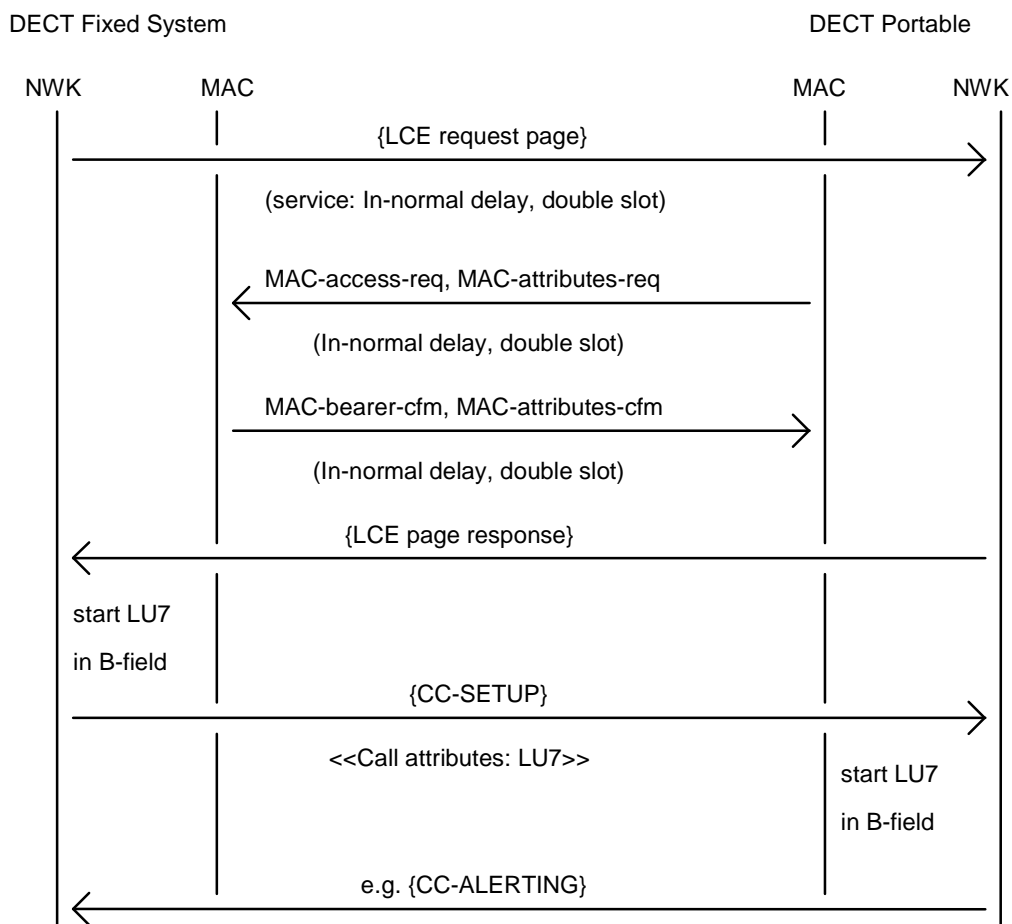 DECT Fixed System DECT Portable
NWK MAC MAC NWK
{LCE request page}
(service: In-normal delay, double slot)
MAC-access-req, MAC-attributes-req
(In-normal delay, double slot)
MAC-bearer-cfm, MAC-attributes-cfm
(In-normal delay, double slot)
{LCE page response}
start LU7
in B-field
{CC-SETUP}
<<Call attributes: LU7>>
start LU7
in B-field
e.g. {CC-ALERTING}